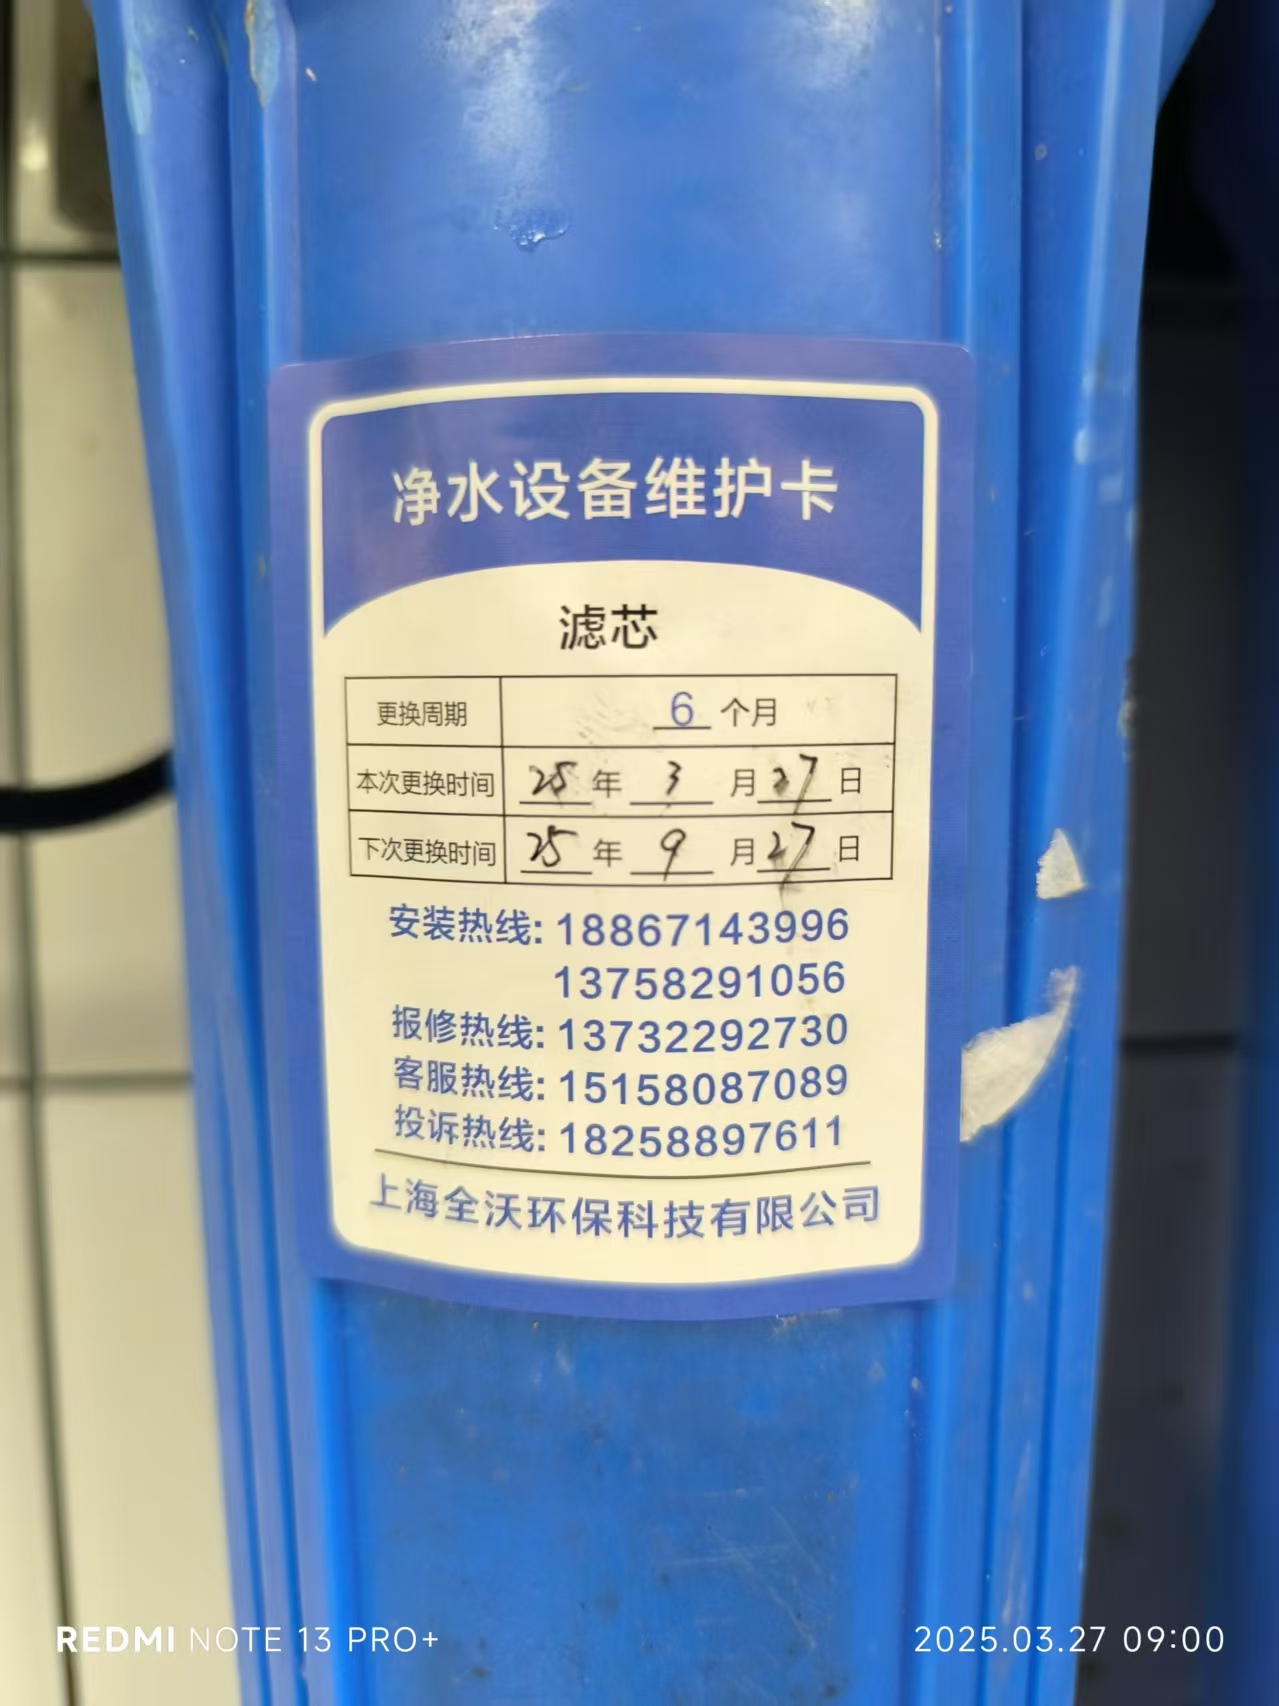 净水设备维护卡
滤芯
更换周期 6 个月
本次更换时间 25 年 3 月 27 日
下次更换时间 25 年 9 月 27 日
安装热线: 18867143996
13758291056
报修热线: 13732292730
客服热线: 15158087089
投诉热线: 18258897611
上海全沃环保科技有限公司
REDMI NOTE 13 PRO+ 2025.03.27 09:00